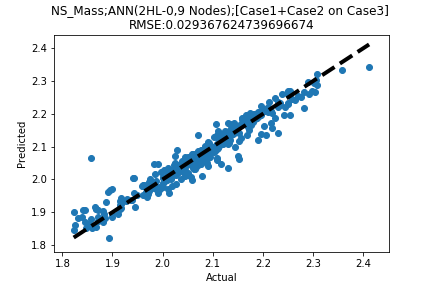 NS_Mass;ANN(2HL-0,9 Nodes);[Case1+Case2 on Case3]
RMSE:0.029367624739696674
2.4
2.3
2.2
2.1
2.0
1.9
1.8
Predicted
1.8 1.9 2.0 2.1 2.2 2.3 2.4
Actual